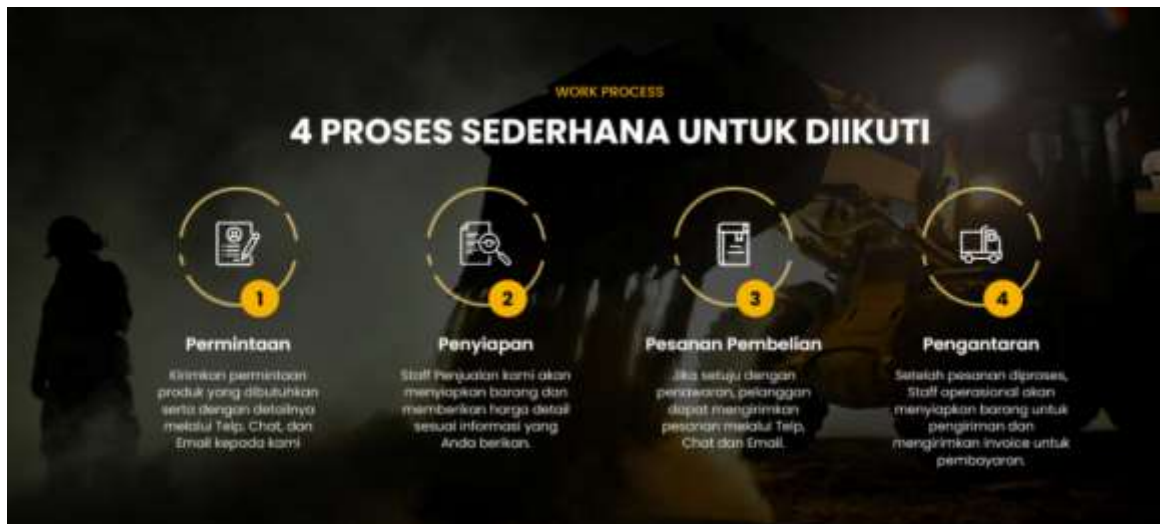 WORK PROCESS
4 PROSES SEDERHANA UNTUK DIIKUTI
1
Permintaan
Kirimkan permintaan
produk yang dibutuhkan
serta dengan detailnya
melalui Telp, Chat, dan
Email kepada kami
2
Penyiapan
Staff Penjualan kami akan
menyiapkan barang dan
memberikan harga detail
sesuai informasi yang
Anda berikan.
3
Pesanan Pembelian
Jika setuju dengan
penawaran, pelanggan
dapat mengirimkan
pesanan melalui Telp,
Chat dan Email.
4
Pengantaran
Setelah pesanan diproses,
Staff operasional akan
menyiapkan barang untuk
pengiriman dan
mengirimkan invoice untuk
pembayaran.